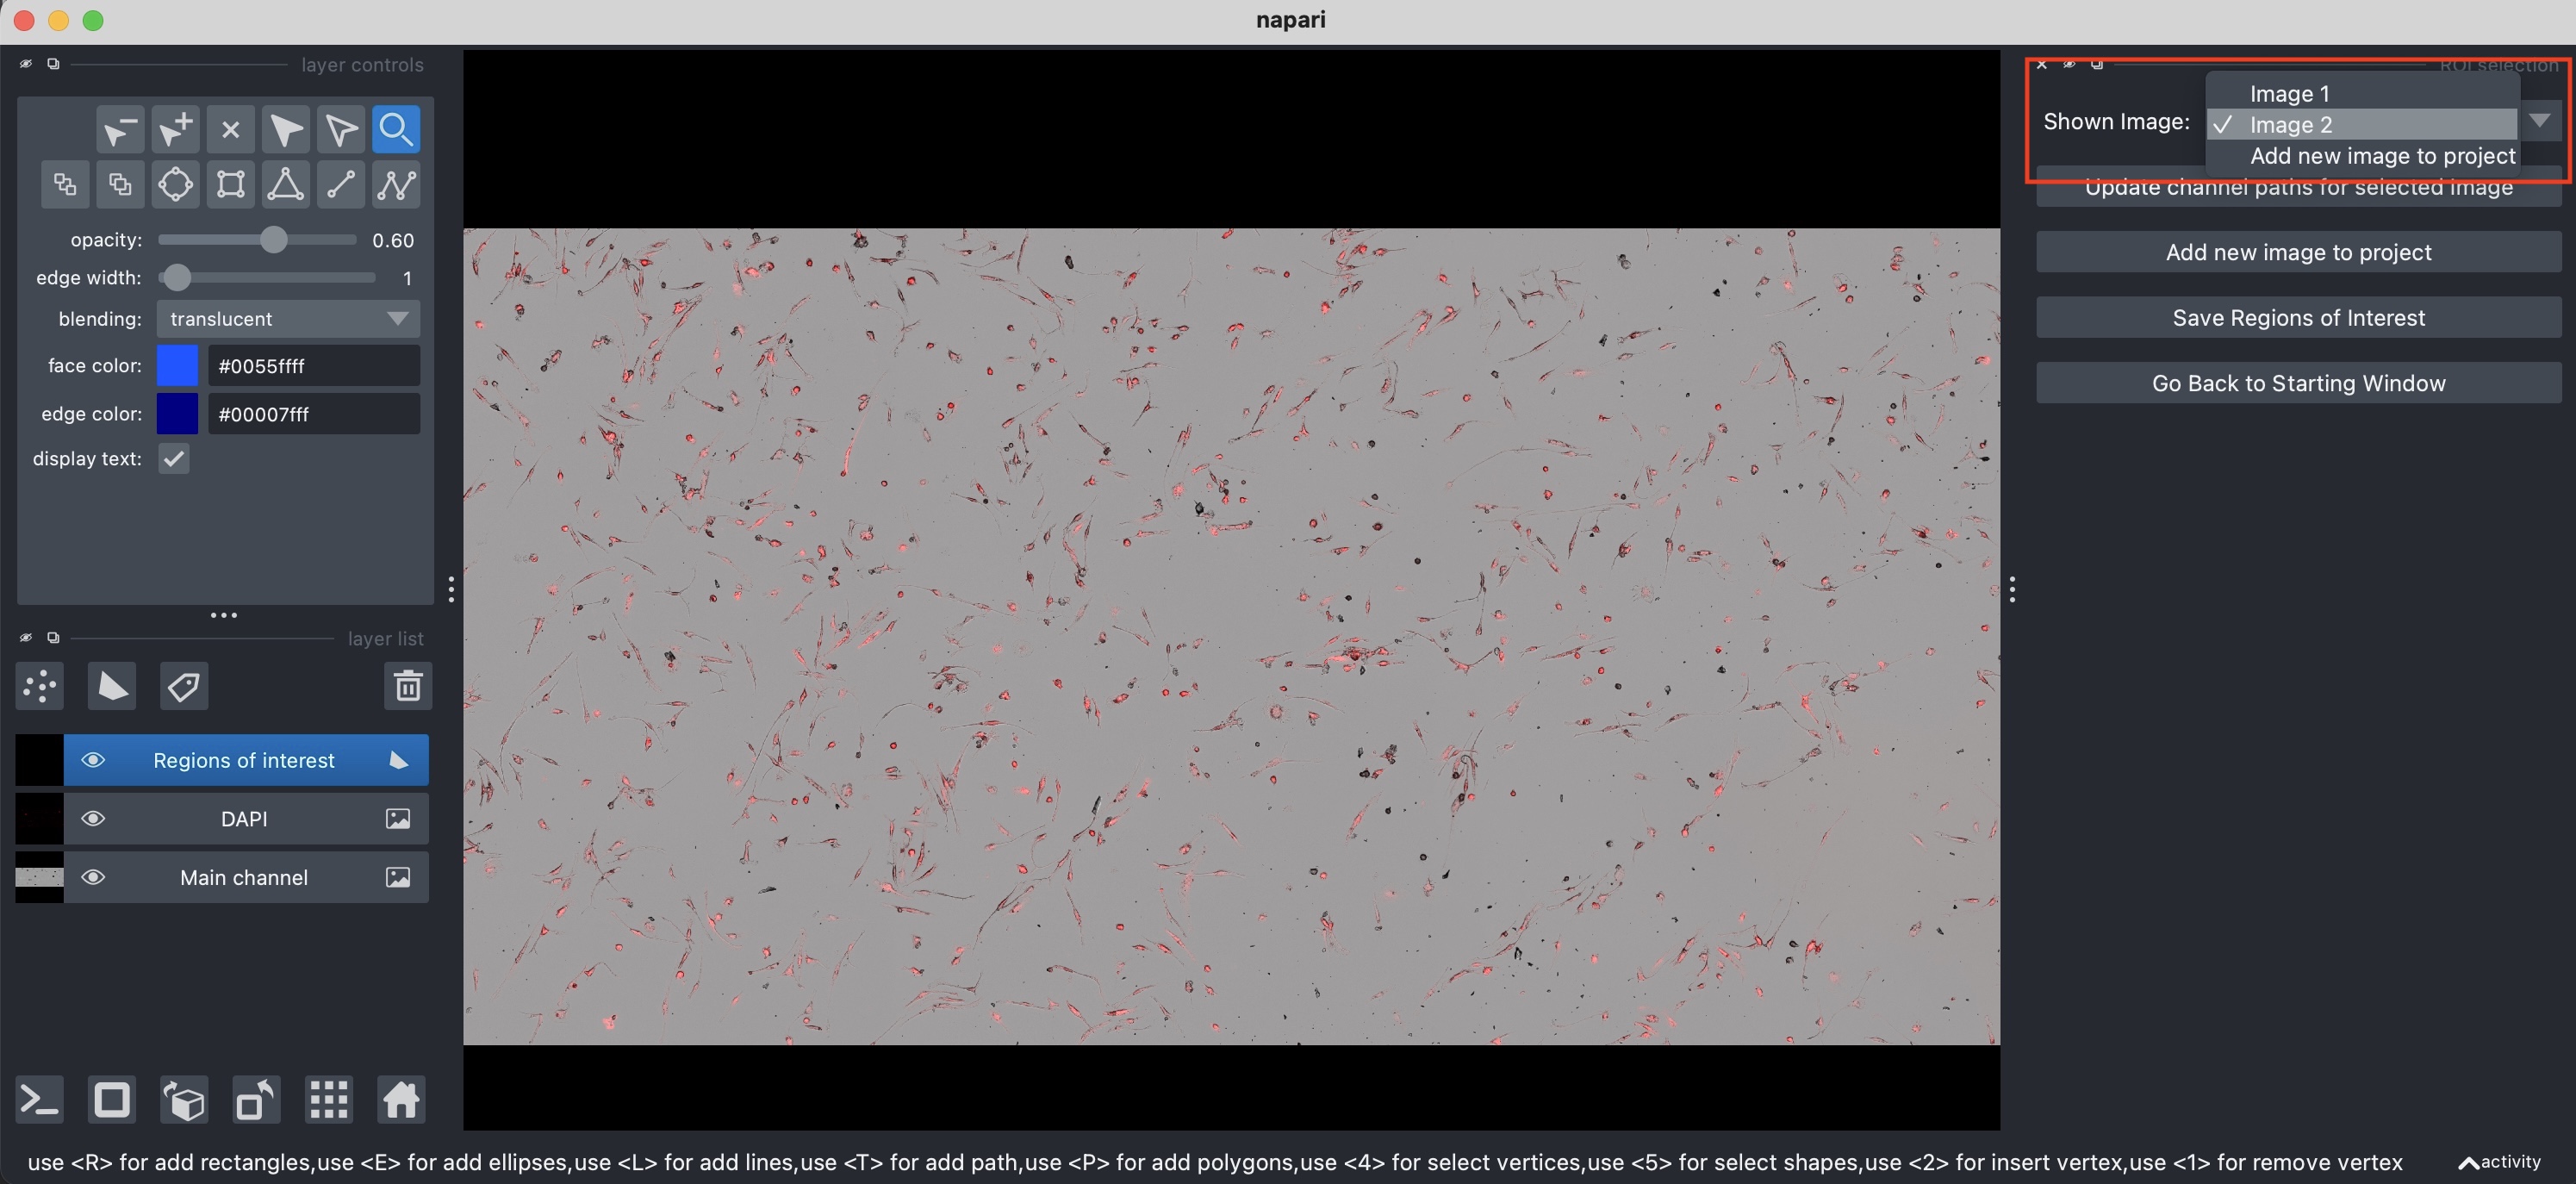 napari
layer controls
opacity: 0.60
edge width: 1
blending: translucent
face color: #0055ffff
edge color: #00007fff
display text:
layer list
Regions of interest
DAPI
Main channel
ROI selection
Shown Image:
Image 1
Image 2
Add new image to project
Update channel paths for selected Image
Add new image to project
Save Regions of Interest
Go Back to Starting Window
use <R> for add rectangles,use <E> for add ellipses,use <L> for add lines,use <T> for add path,use <P> for add polygons,use <4> for select vertices,use <5> for select shapes,use <2> for insert vertex,use <1> for remove vertex
activity